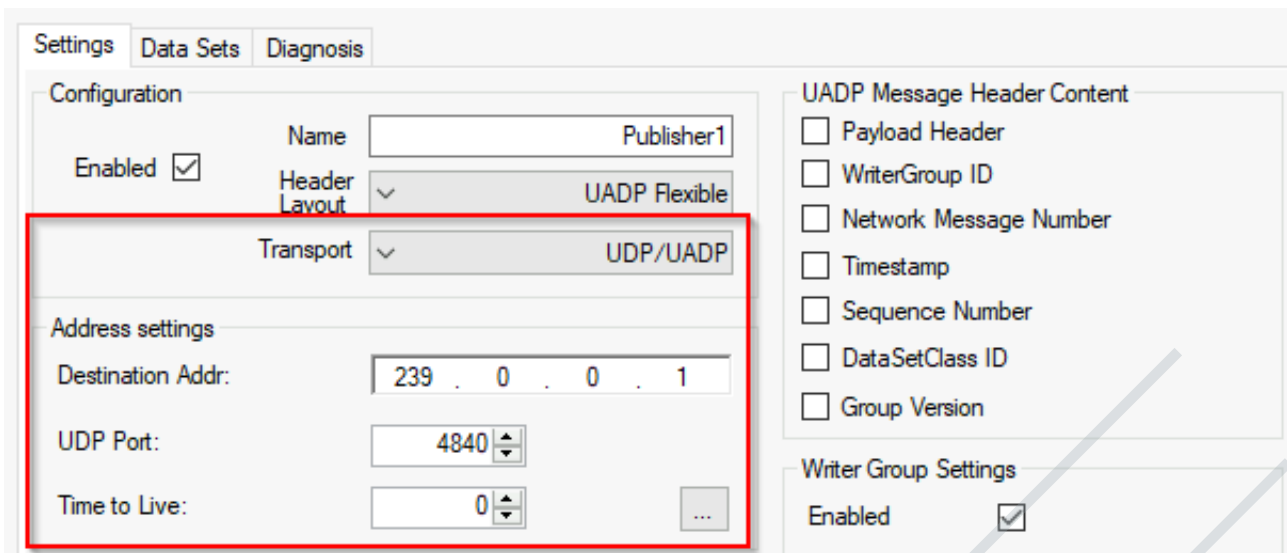 Settings Data Sets Diagnosis
Configuration
Name Publisher1
Enabled
Header
Layout UADP Flexible
Transport UDP/UADP
Address settings
Destination Addr: 239 . 0 . 0 . 1
UDP Port: 4840
Time to Live: 0 ...
UADP Message Header Content
Payload Header
WriterGroup ID
Network Message Number
Timestamp
Sequence Number
DataSetClass ID
Group Version
Writer Group Settings
Enabled